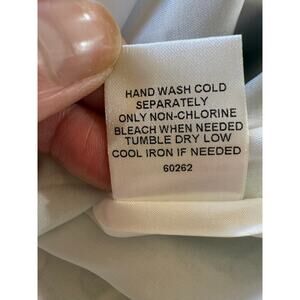 HAND WASH COLD
SEPARATELY
ONLY NON-CHLORINE
BLEACH WHEN NEEDED
TUMBLE DRY LOW
COOL IRON IF NEEDED
60262